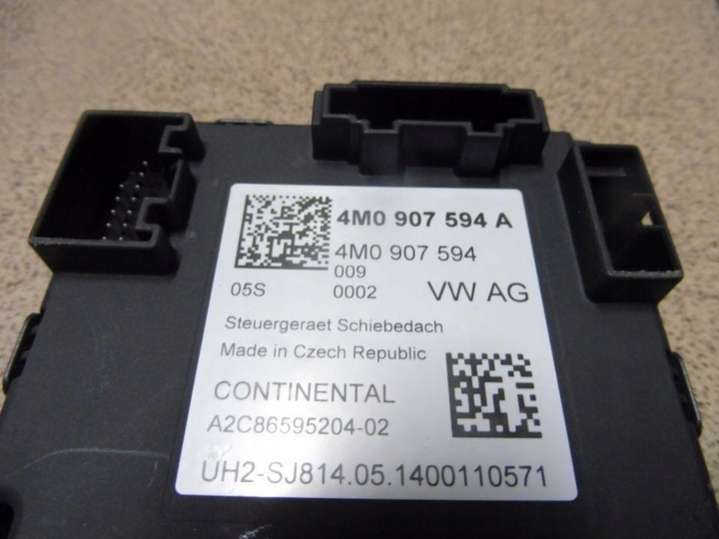 4M0 907 594 A
4M0 907 594
009
05S 0002 VW AG
Steuergeraet Schiebedach
Made in Czech Republic
CONTINENTAL
A2C86595204-02
UH2-SJ814.05.1400110571